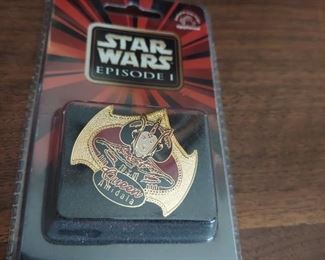 STAR
WARS
EPISODE I
Queen
Amidala